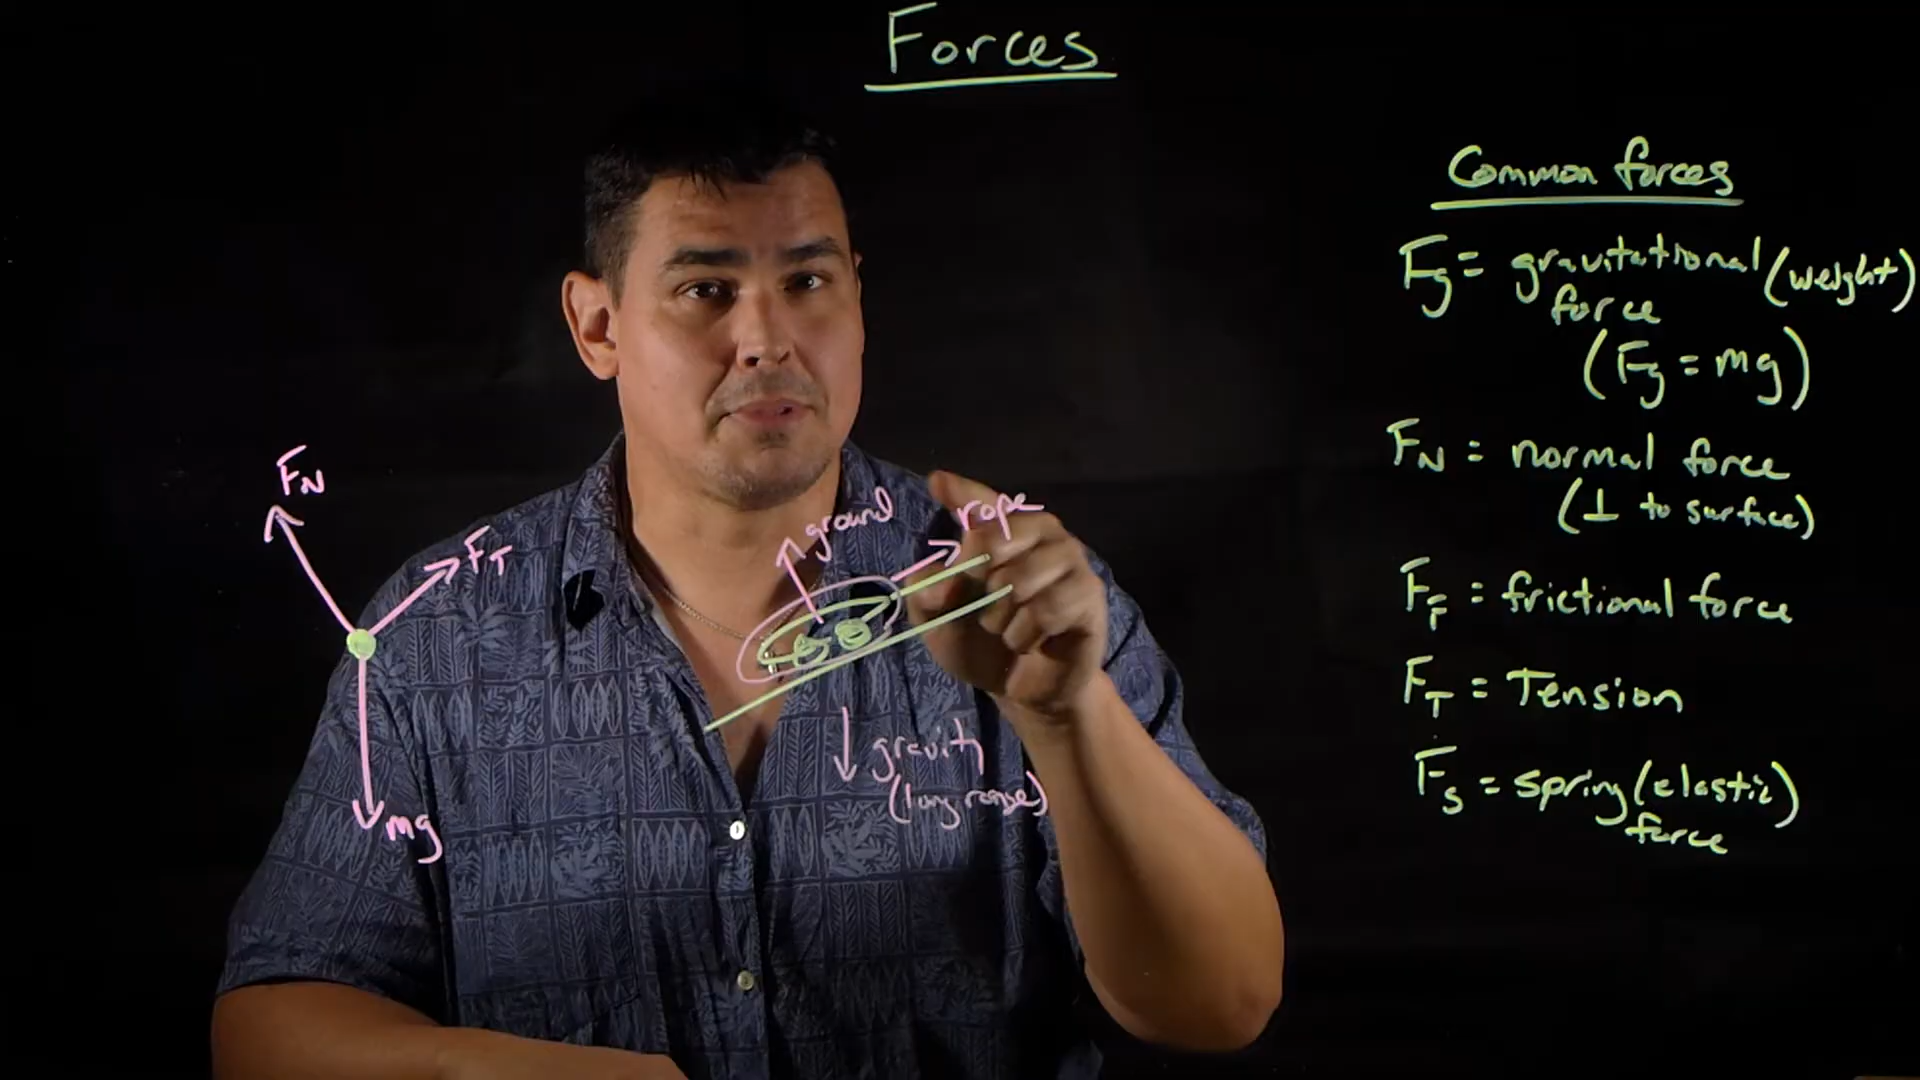 Forces
Common forces
Fg = gravitational (weight)
force
(Fg = mg)
FN = normal force
(⊥ to surface)
FF = frictional force
FT = Tension
FS = spring (elastic)
force
FN
FT
mg
ground
rope
gravity
(long range)